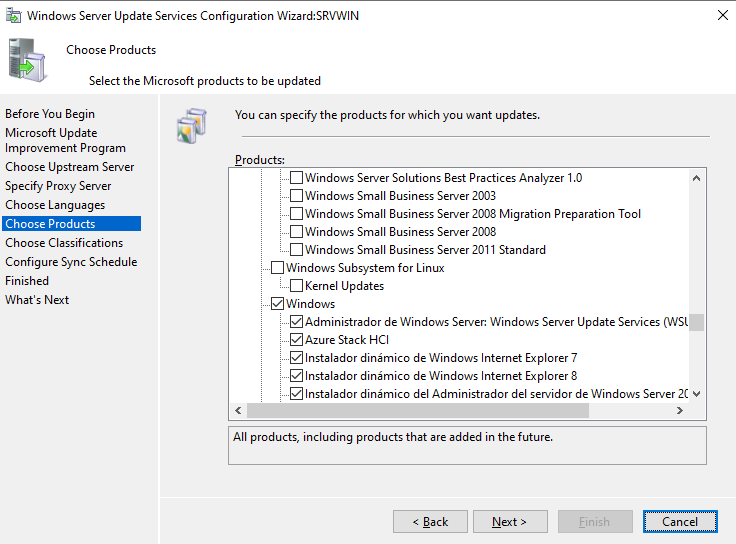 Windows Server Update Services Configuration Wizard:SRVWIN
Choose Products
Select the Microsoft products to be updated
Before You Begin
Microsoft Update
Improvement Program
Choose Upstream Server
Specify Proxy Server
Choose Languages
Choose Products
Choose Classifications
Configure Sync Schedule
Finished
What's Next
You can specify the products for which you want updates.
Products:
Windows Server Solutions Best Practices Analyzer 1.0
Windows Small Business Server 2003
Windows Small Business Server 2008 Migration Preparation Tool
Windows Small Business Server 2008
Windows Small Business Server 2011 Standard
Windows Subsystem for Linux
Kernel Updates
Windows
Administrador de Windows Server: Windows Server Update Services (WSU
Azure Stack HCI
Instalador dinámico de Windows Internet Explorer 7
Instalador dinámico de Windows Internet Explorer 8
Instalador dinámico del Administrador del servidor de Windows Server 20
All products, including products that are added in the future.
< Back
Next >
Finish
Cancel